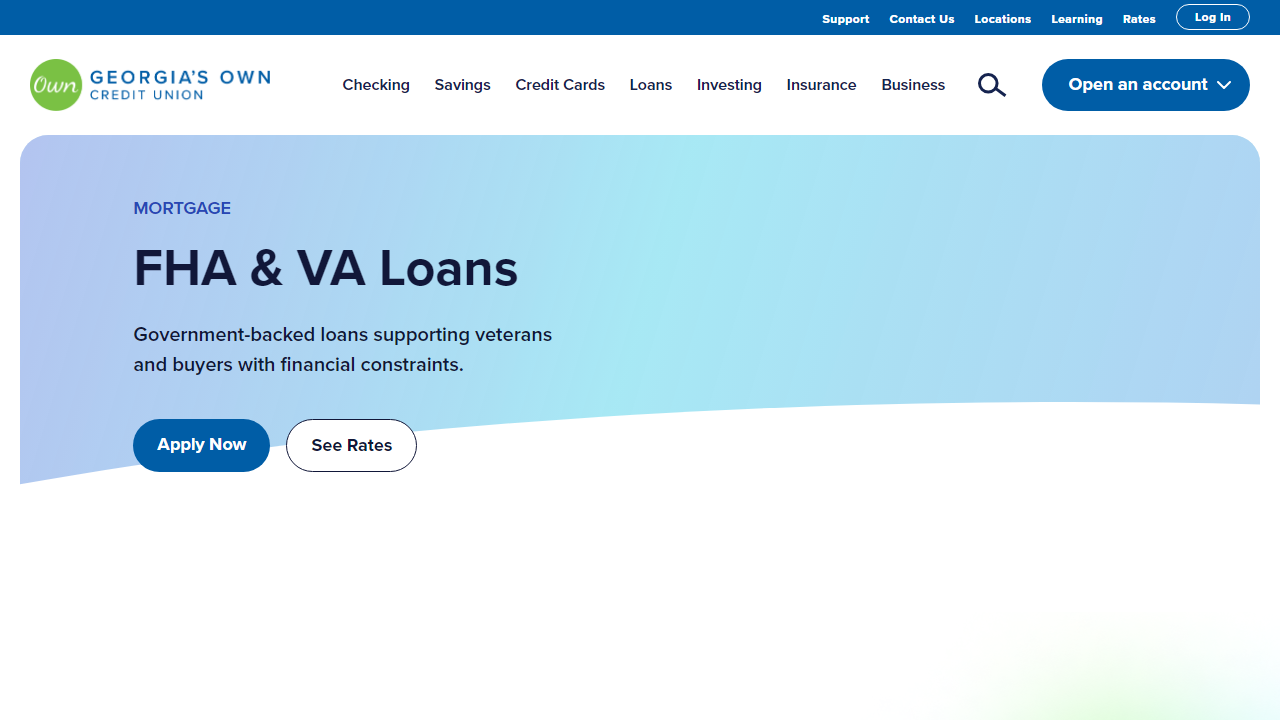 Support Contact Us Locations Learning Rates Log In
Own GEORGIA'S OWN
CREDIT UNION
Checking Savings Credit Cards Loans Investing Insurance Business Open an account
MORTGAGE
FHA & VA Loans
Government-backed loans supporting veterans
and buyers with financial constraints.
Apply Now See Rates